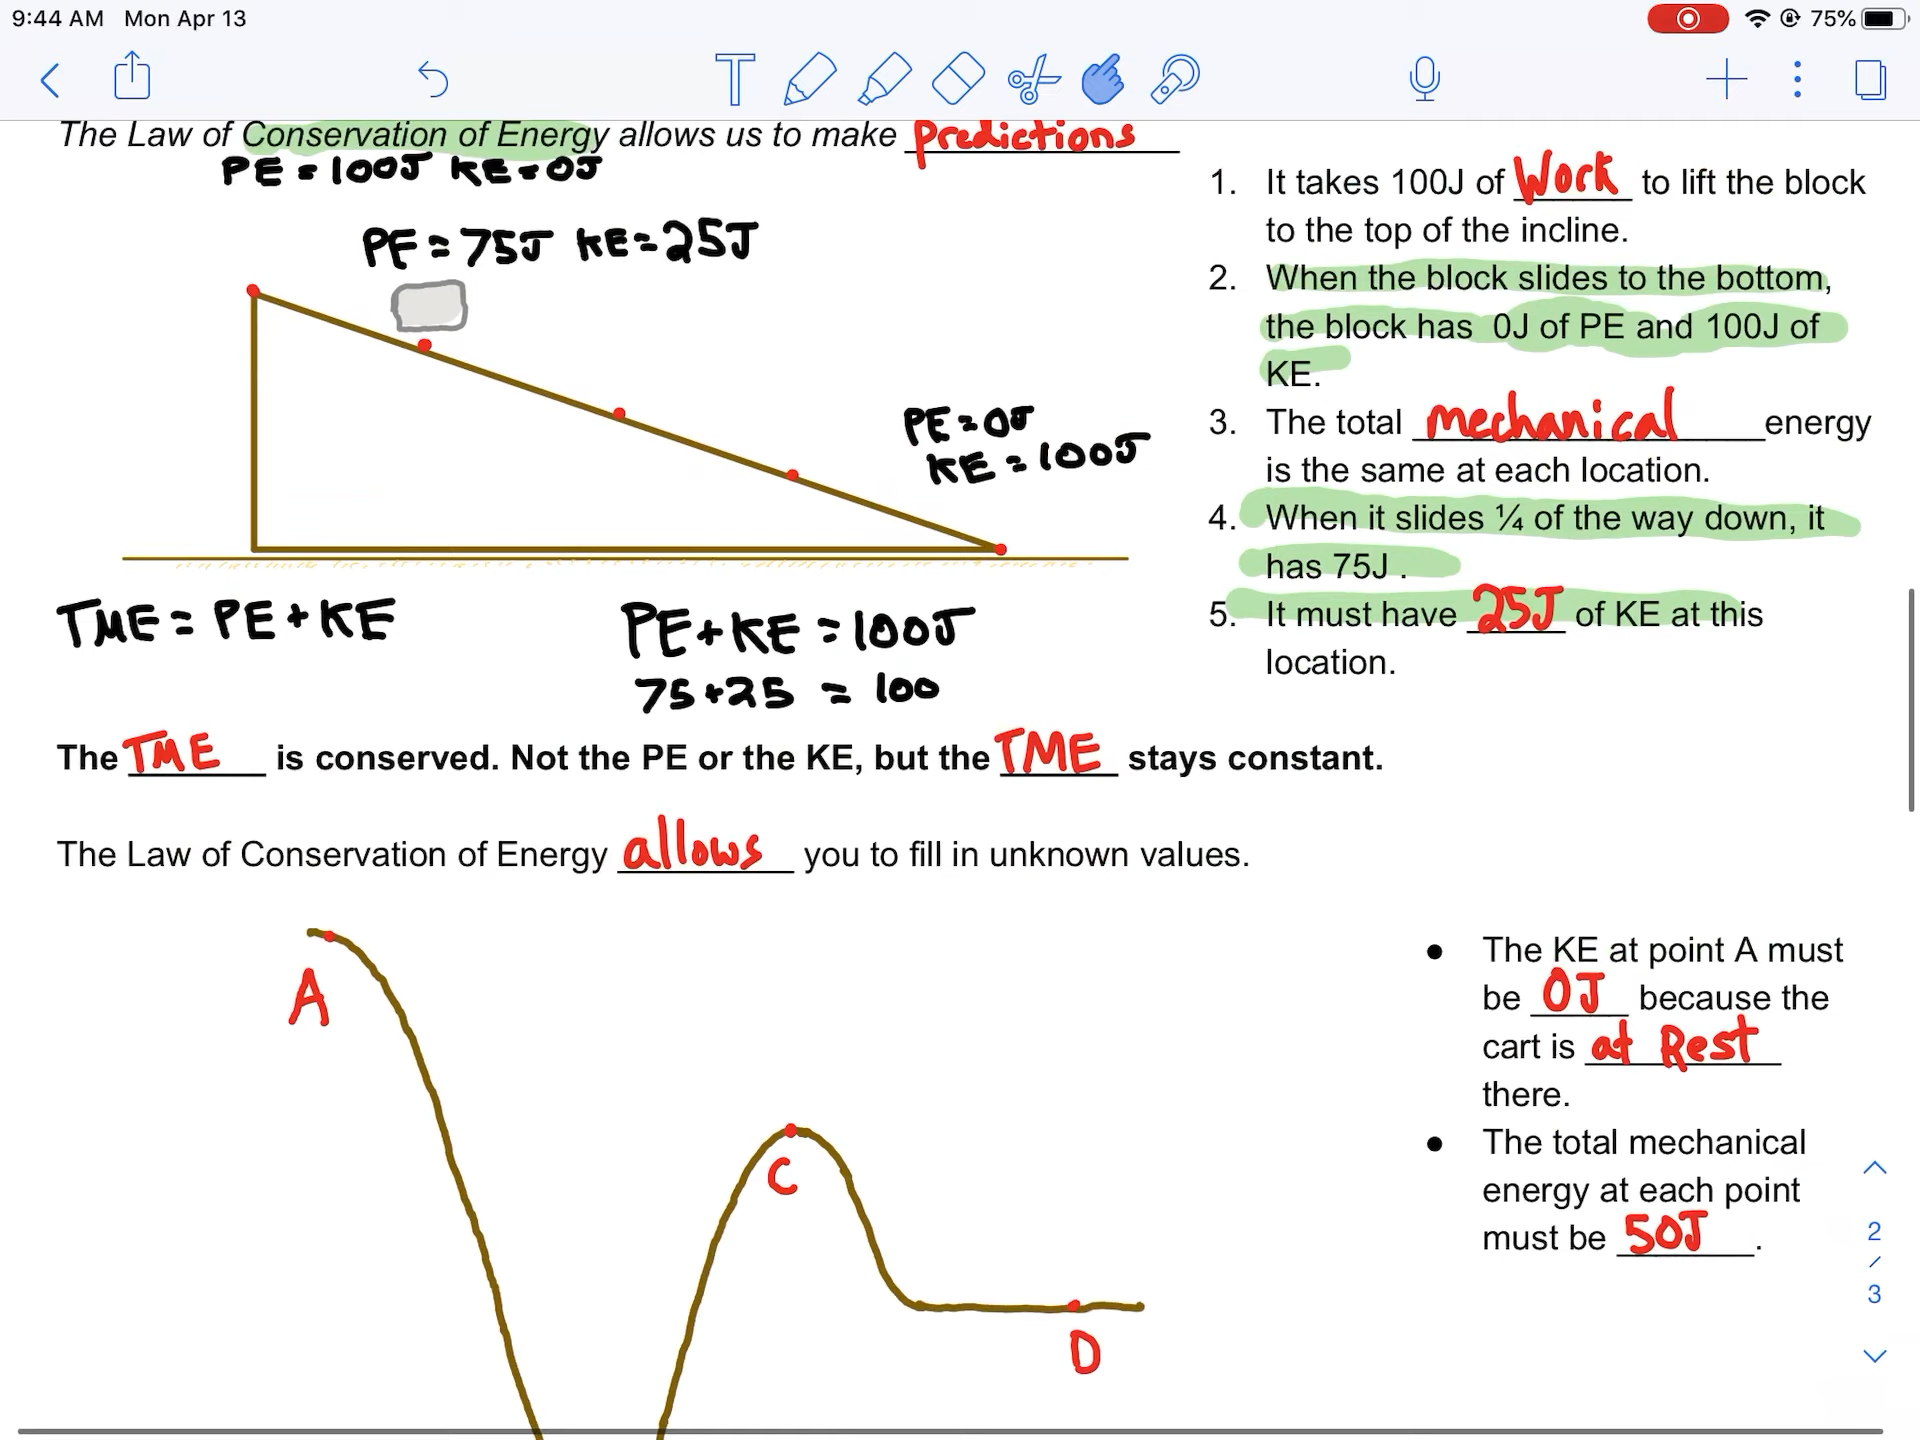 9:44 AM Mon Apr 13
75%
The Law of Conservation of Energy allows us to make predictions
PE = 100J KE = 0J
PE = 75J KE = 25J
PE = 0J
KE = 100J
TME = PE + KE
PE + KE = 100J
75 + 25 = 100
1. It takes 100J of Work to lift the block
to the top of the incline.
2. When the block slides to the bottom,
the block has 0J of PE and 100J of
KE.
3. The total mechanical energy
is the same at each location.
4. When it slides ¼ of the way down, it
has 75J .
5. It must have 25J of KE at this
location.
The TME is conserved. Not the PE or the KE, but the TME stays constant.
The Law of Conservation of Energy allows you to fill in unknown values.
A
C
D
● The KE at point A must
be 0J because the
cart is at Rest
there.
● The total mechanical
energy at each point
must be 50J.
2
/
3